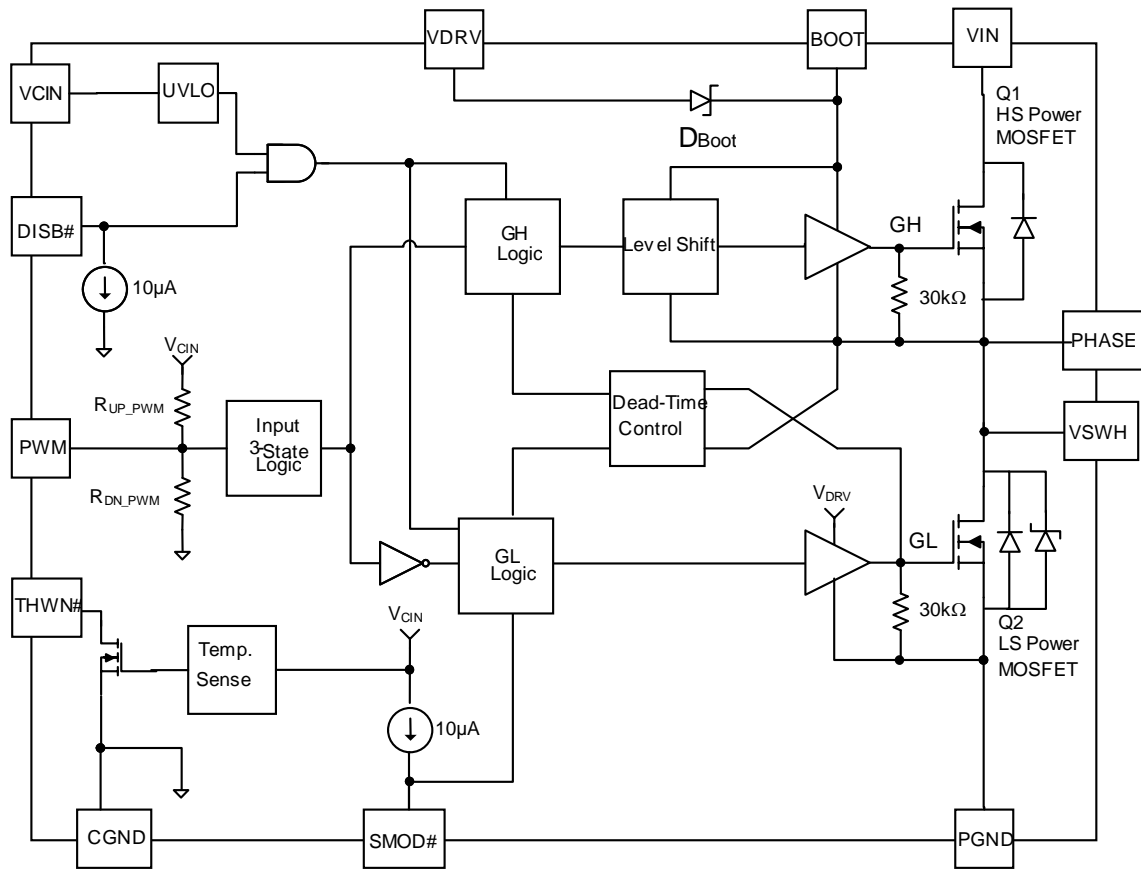 VDRV
BOOT
VIN
VCIN
UVLO
Q1
HS Power
MOSFET
DBoot
DISB#
GH
Logic
Level Shift
GH
10µA
30kΩ
VCIN
PHASE
RUP_PWM
Dead-Time
Control
Input
3-State
Logic
PWM
VSWH
RDN_PWM
VDRV
GL
GL
Logic
THWN#
30kΩ
VCIN
Q2
LS Power
MOSFET
Temp.
Sense
10µA
CGND
SMOD#
PGND